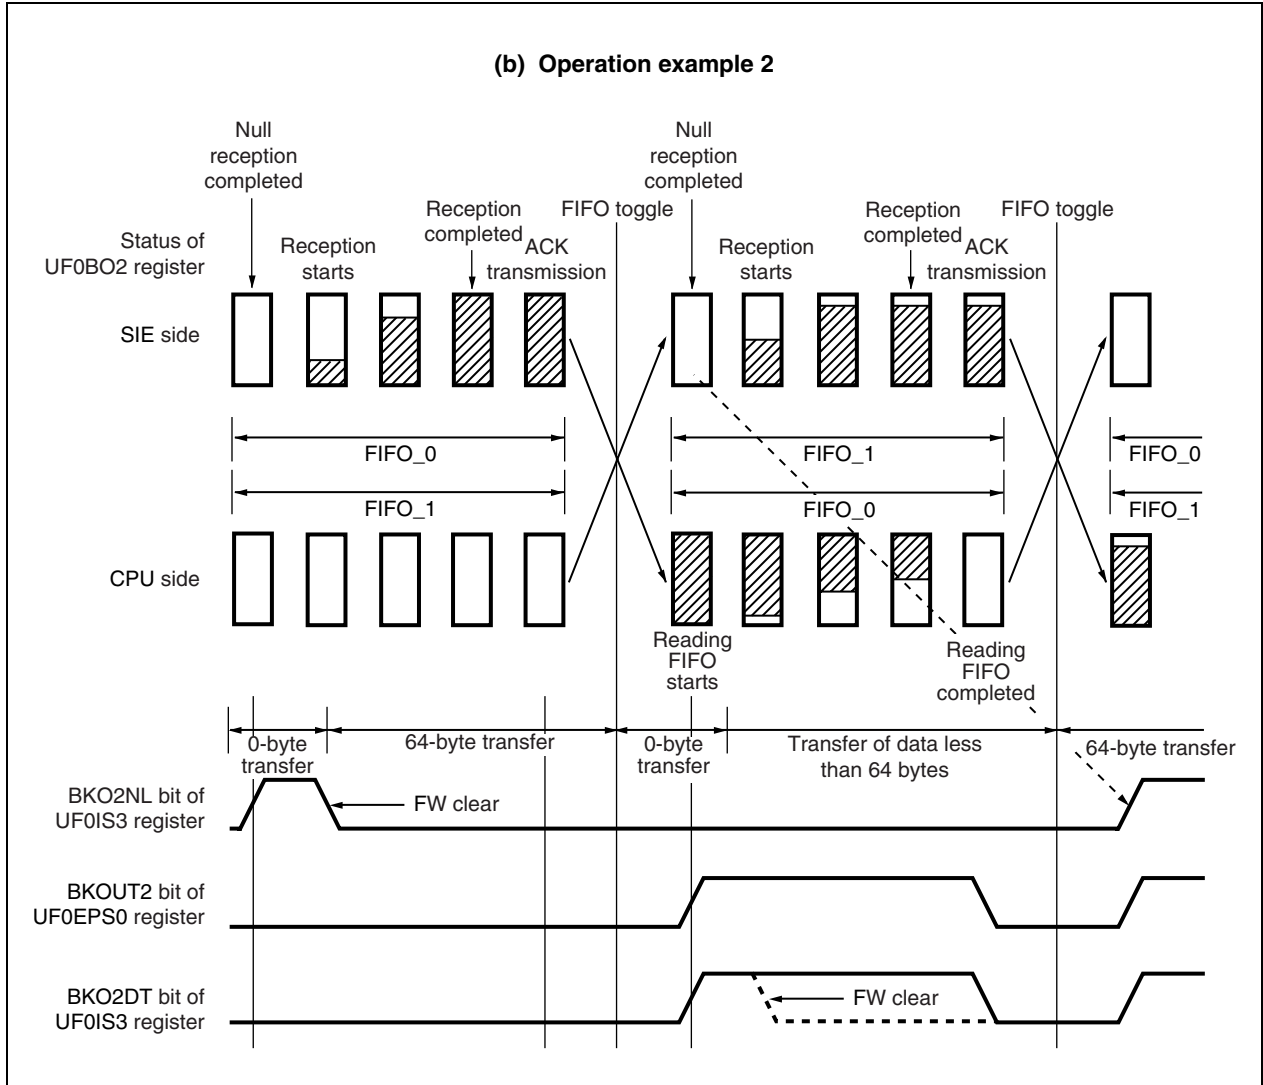 (b) Operation example 2
Null
reception
completed
Null
reception
completed
Status of
UF0BO2 register
Reception
starts
Reception
completed
ACK
transmission
FIFO toggle
Reception
starts
Reception
completed
ACK
transmission
FIFO toggle
SIE side
FIFO_0
FIFO_1
FIFO_0
FIFO_1
FIFO_0
FIFO_1
CPU side
Reading
FIFO
starts
Reading
FIFO
completed
0-byte
transfer
64-byte transfer
0-byte
transfer
Transfer of data less
than 64 bytes
64-byte transfer
BKO2NL bit of
UF0IS3 register
FW clear
BKOUT2 bit of
UF0EPS0 register
BKO2DT bit of
UF0IS3 register
FW clear